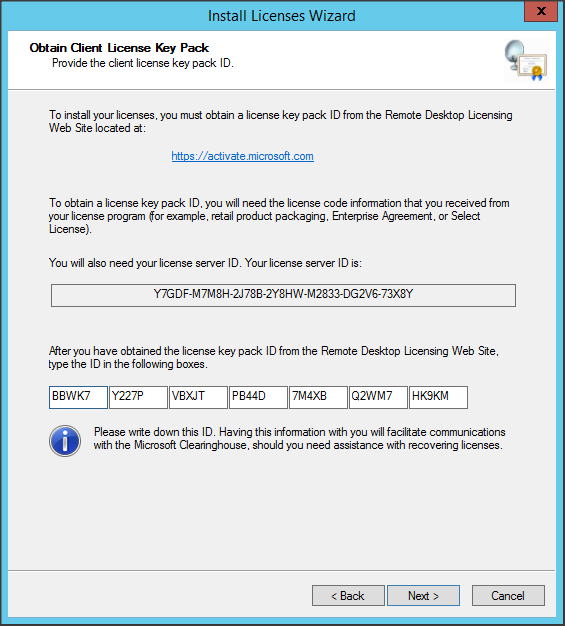 Install Licenses Wizard
X
Obtain Client License Key Pack
Provide the client license key pack ID.
To install your licenses, you must obtain a license key pack ID from the Remote Desktop Licensing
Web Site located at:
https://activate.microsoft.com
To obtain a license key pack ID, you will need the license code information that you received from
your license program (for example, retail product packaging, Enterprise Agreement, or Select
License).
You will also need your license server ID. Your license server ID is:
Y7GDF-M7M8H-2J78B-2Y8HW-M2833-DG2V6-73X8Y
After you have obtained the license key pack ID from the Remote Desktop Licensing Web Site,
type the ID in the following boxes.
BBWK7 Y227P VBXJT PB44D 7M4XB Q2WM7 HK9KM
Please write down this ID. Having this information with you will facilitate communications
with the Microsoft Clearinghouse, should you need assistance with recovering licenses.
< Back Next > Cancel